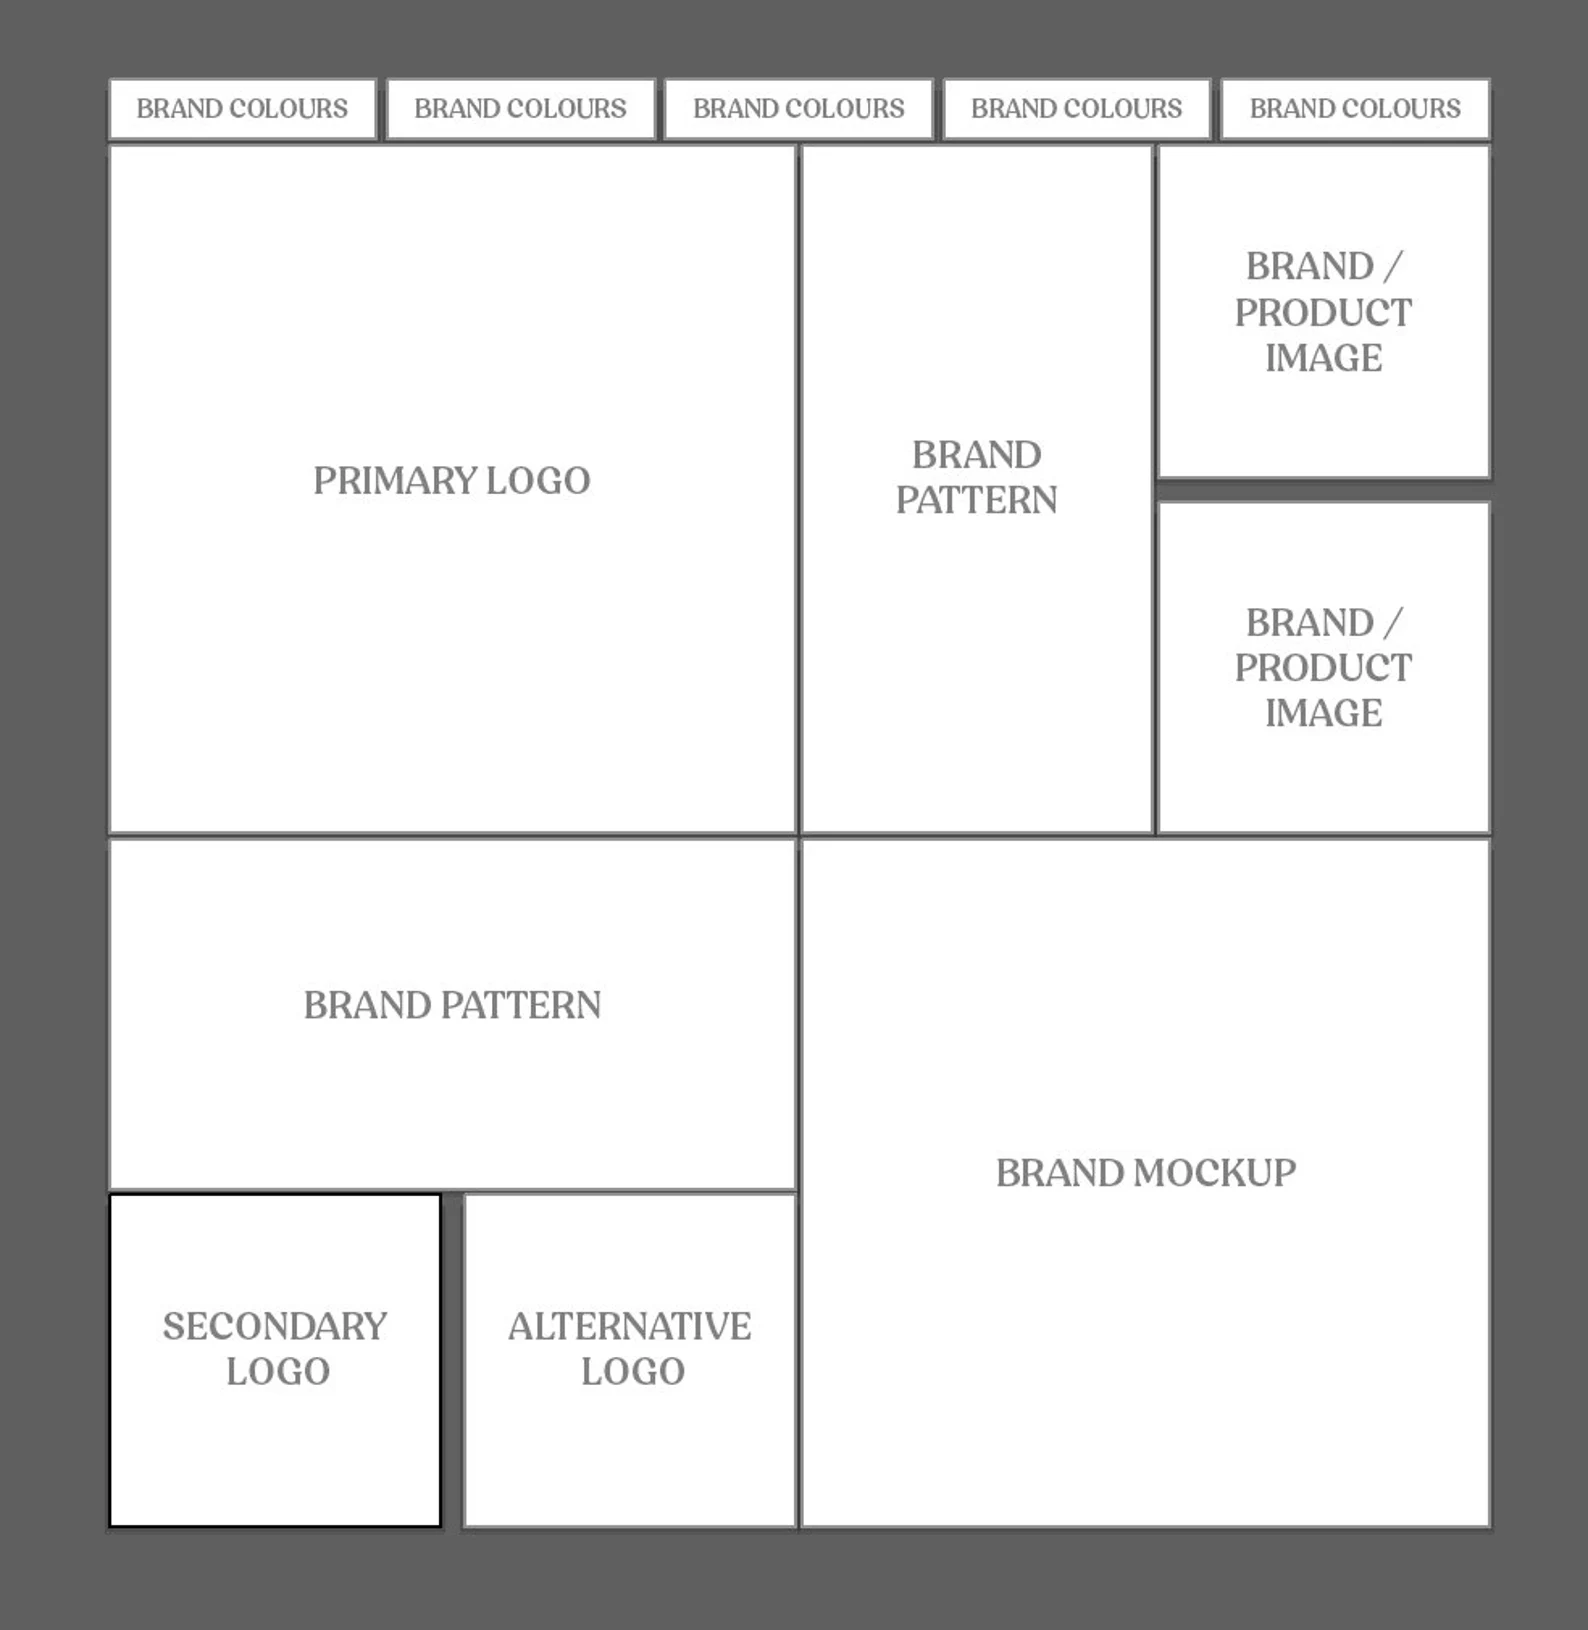 BRAND COLOURS
BRAND COLOURS
BRAND COLOURS
BRAND COLOURS
BRAND COLOURS
PRIMARY LOGO
BRAND
PATTERN
BRAND /
PRODUCT
IMAGE
BRAND /
PRODUCT
IMAGE
BRAND PATTERN
BRAND MOCKUP
SECONDARY
LOGO
ALTERNATIVE
LOGO